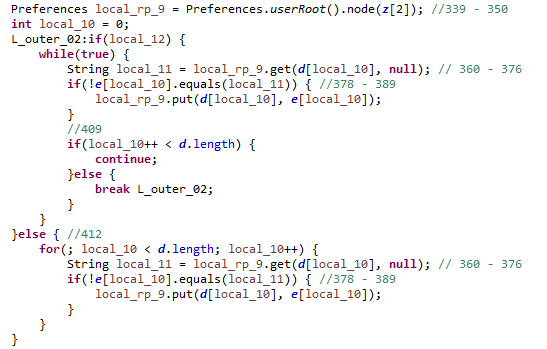 Preferences local_rp_9 = Preferences.userRoot().node(z[2]); //339 - 350
int local_10 = 0;
L_outer_02:if(local_12) {
    while(true) {
        String local_11 = local_rp_9.get(d[local_10], null); // 360 - 376
        if(!e[local_10].equals(local_11)) { //378 - 389
            local_rp_9.put(d[local_10], e[local_10]);
        }
        //409
        if(local_10++ < d.length) {
            continue;
        }else {
            break L_outer_02;
        }
    }
}else { //412
    for(; local_10 < d.length; local_10++) {
        String local_11 = local_rp_9.get(d[local_10], null); // 360 - 376
        if(!e[local_10].equals(local_11)) { //378 - 389
            local_rp_9.put(d[local_10], e[local_10]);
        }
    }
}